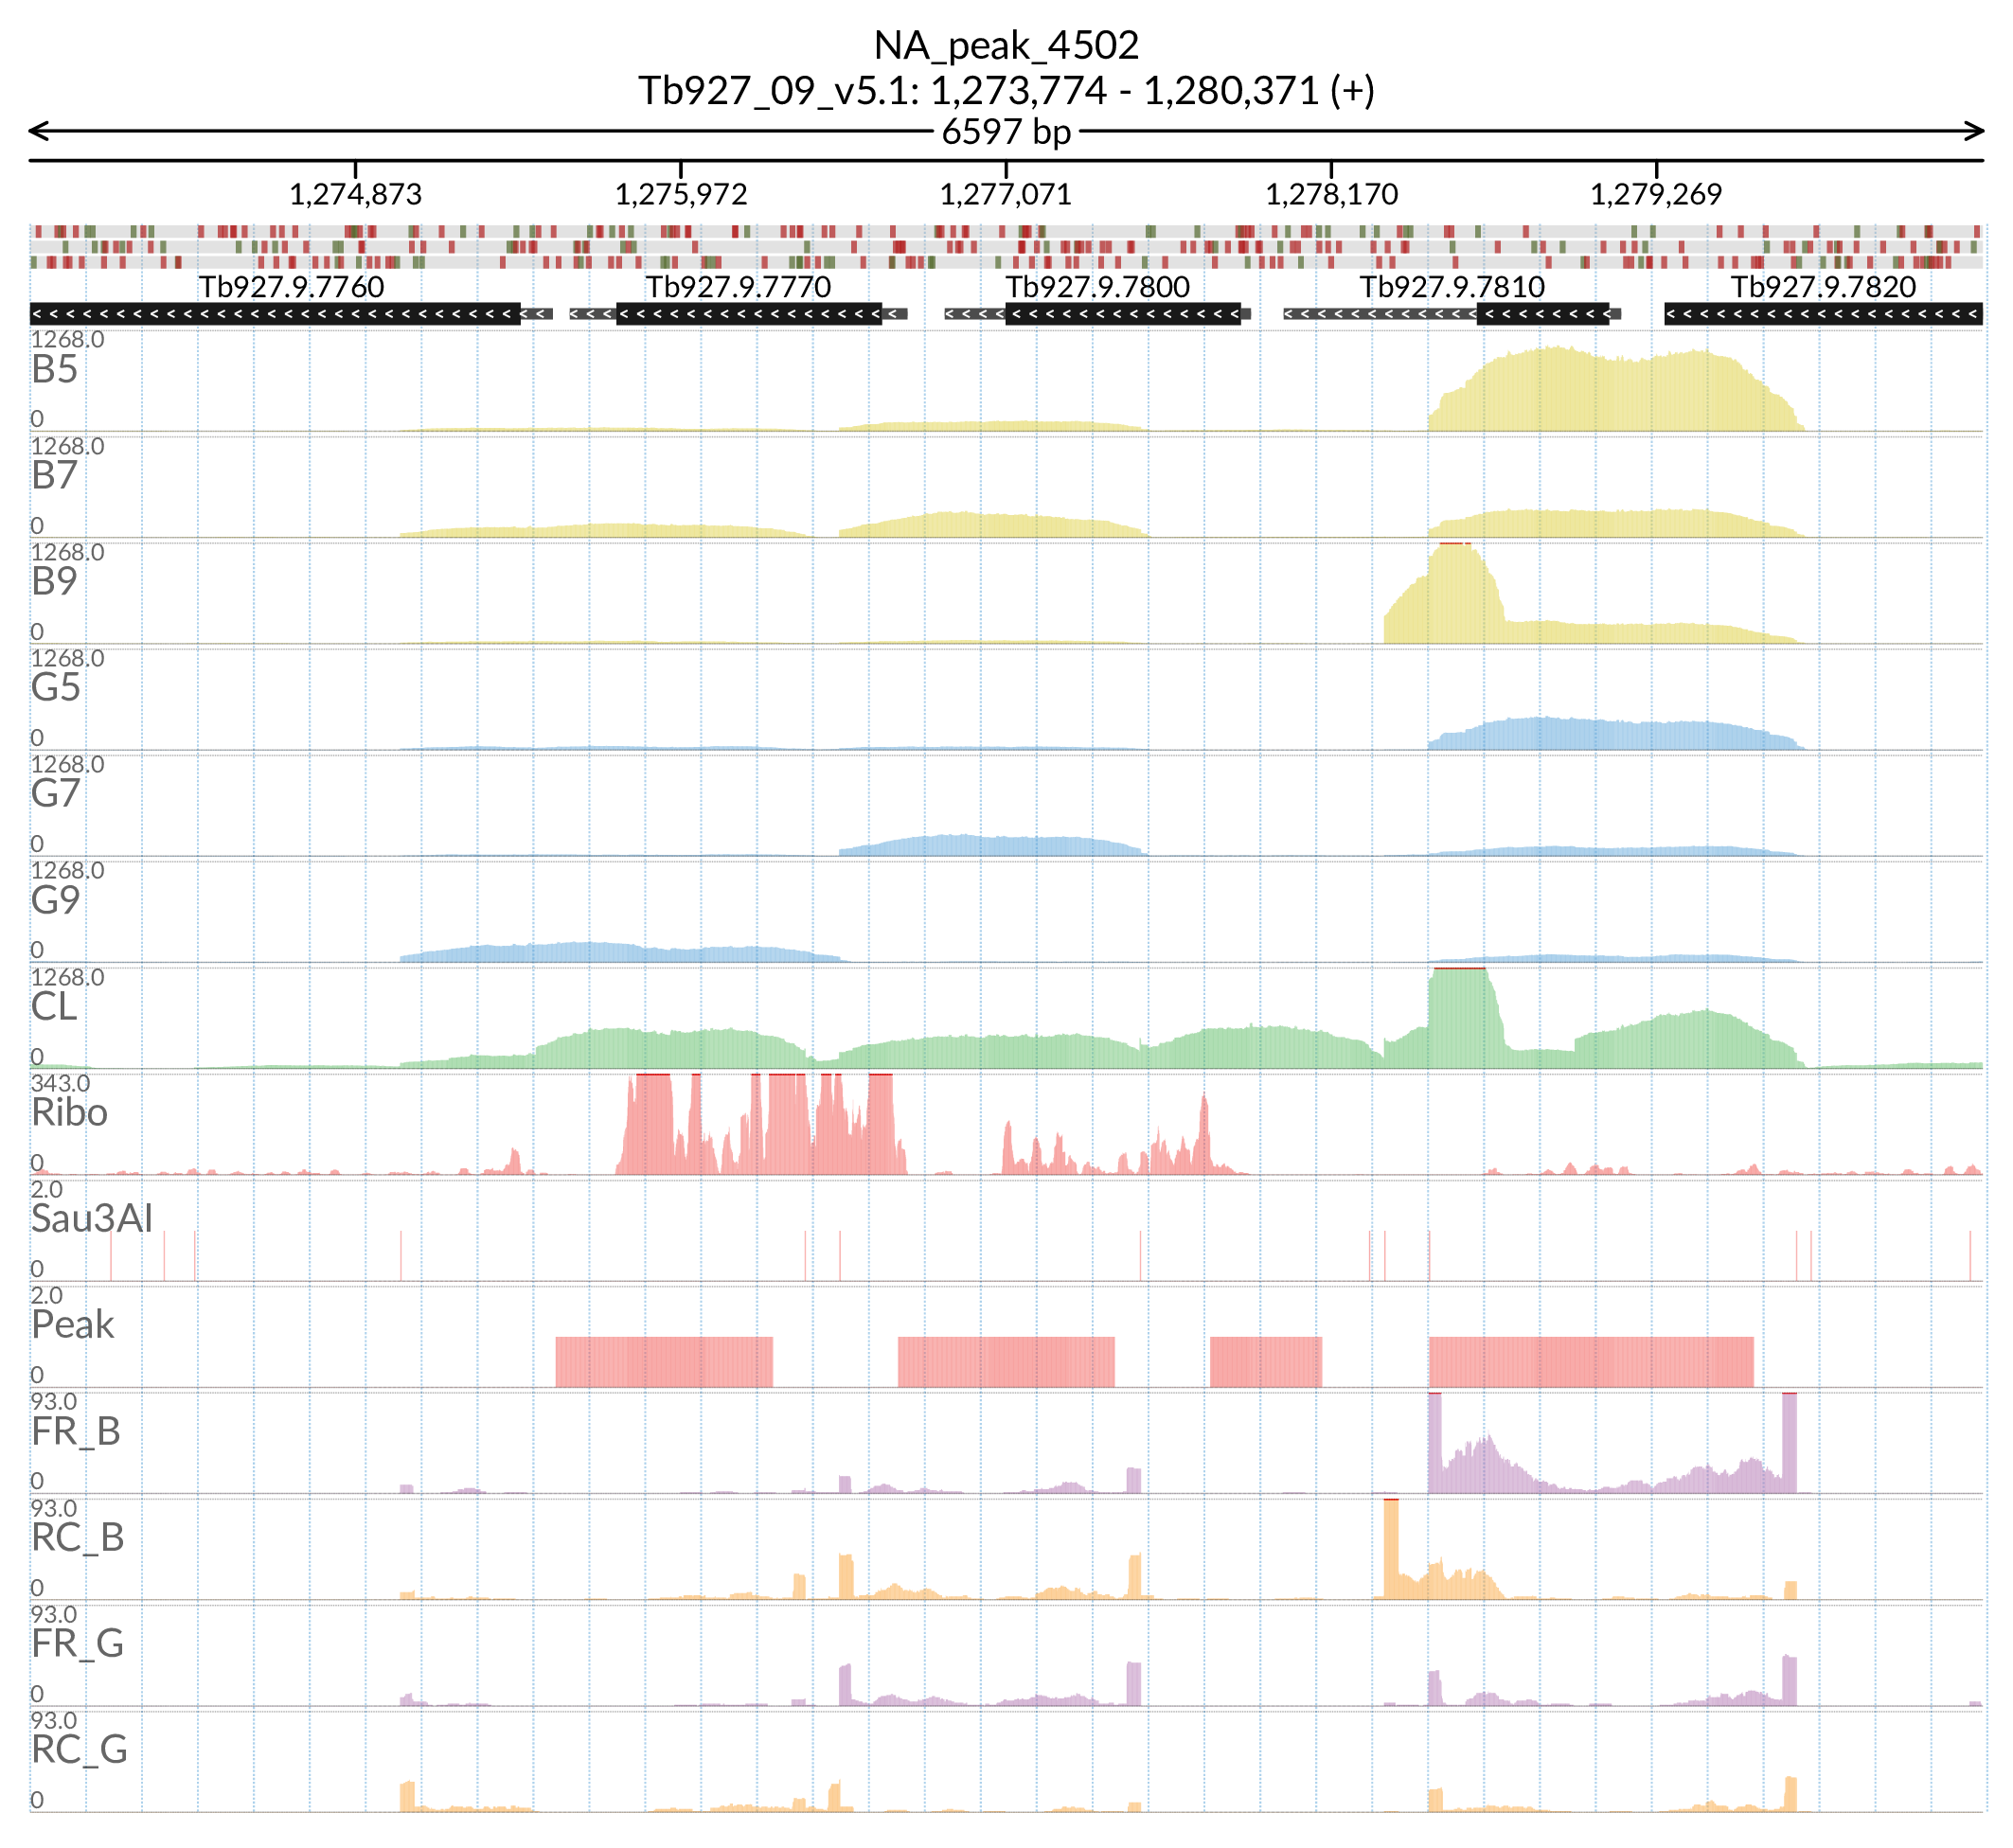 NA_peak_4502
Tb927_09_v5.1: 1,273,774 - 1,280,371 (+)
6597 bp
1,274,873 1,275,972 1,277,071 1,278,170 1,279,269
Tb927.9.7760 Tb927.9.7770 Tb927.9.7800 Tb927.9.7810 Tb927.9.7820
1268.0
B5
0
1268.0
B7
0
1268.0
B9
0
1268.0
G5
0
1268.0
G7
0
1268.0
G9
0
1268.0
CL
0
343.0
Ribo
0
2.0
Sau3AI
0
2.0
Peak
0
93.0
FR_B
0
93.0
RC_B
0
93.0
FR_G
0
93.0
RC_G
0